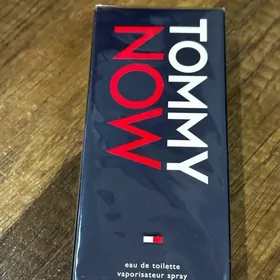 TOMMY
NOW
eau de toilette
vaporisateur spray